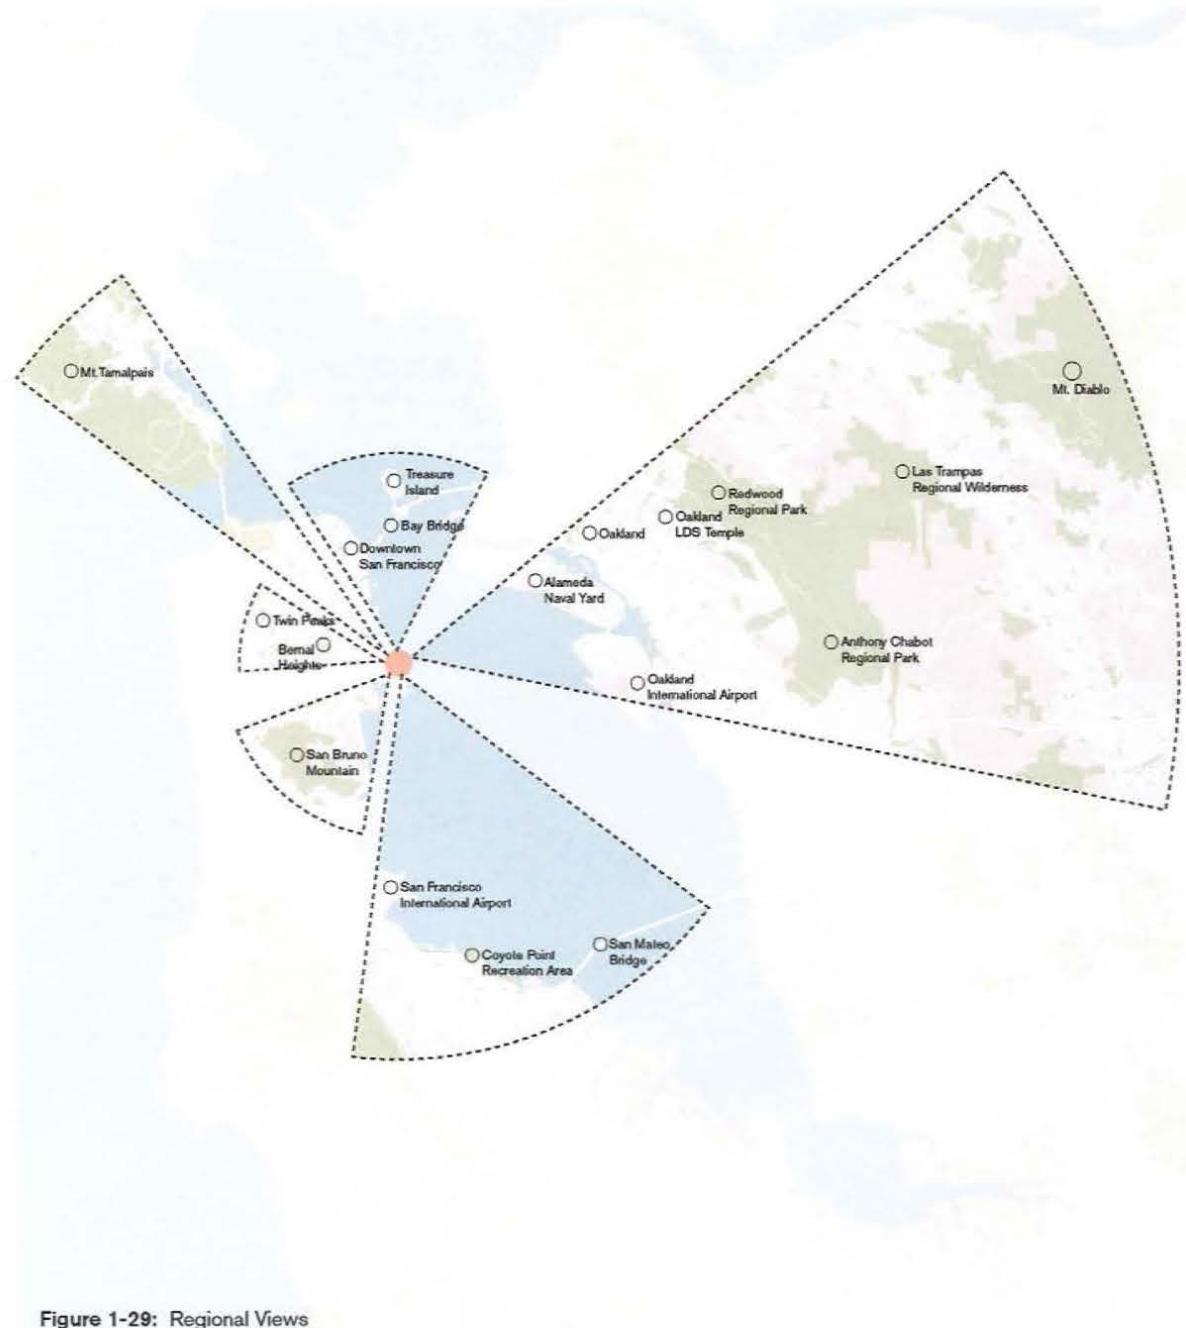 Mt. Tamalpais
Mt. Diablo
Treasure
Island
Las Trampas
Regional Wilderness
Redwood
Regional Park
Oakland
LDS Temple
Bay Bridge
Oakland
Downtown
San Francisco
Alameda
Naval Yard
Twin Peaks
Bernal
Heights
Anthony Chabot
Regional Park
Oakland
International Airport
San Bruno
Mountain
San Francisco
International Airport
San Mateo
Bridge
Coyote Point
Recreation Area
Figure 1-29: Regional Views